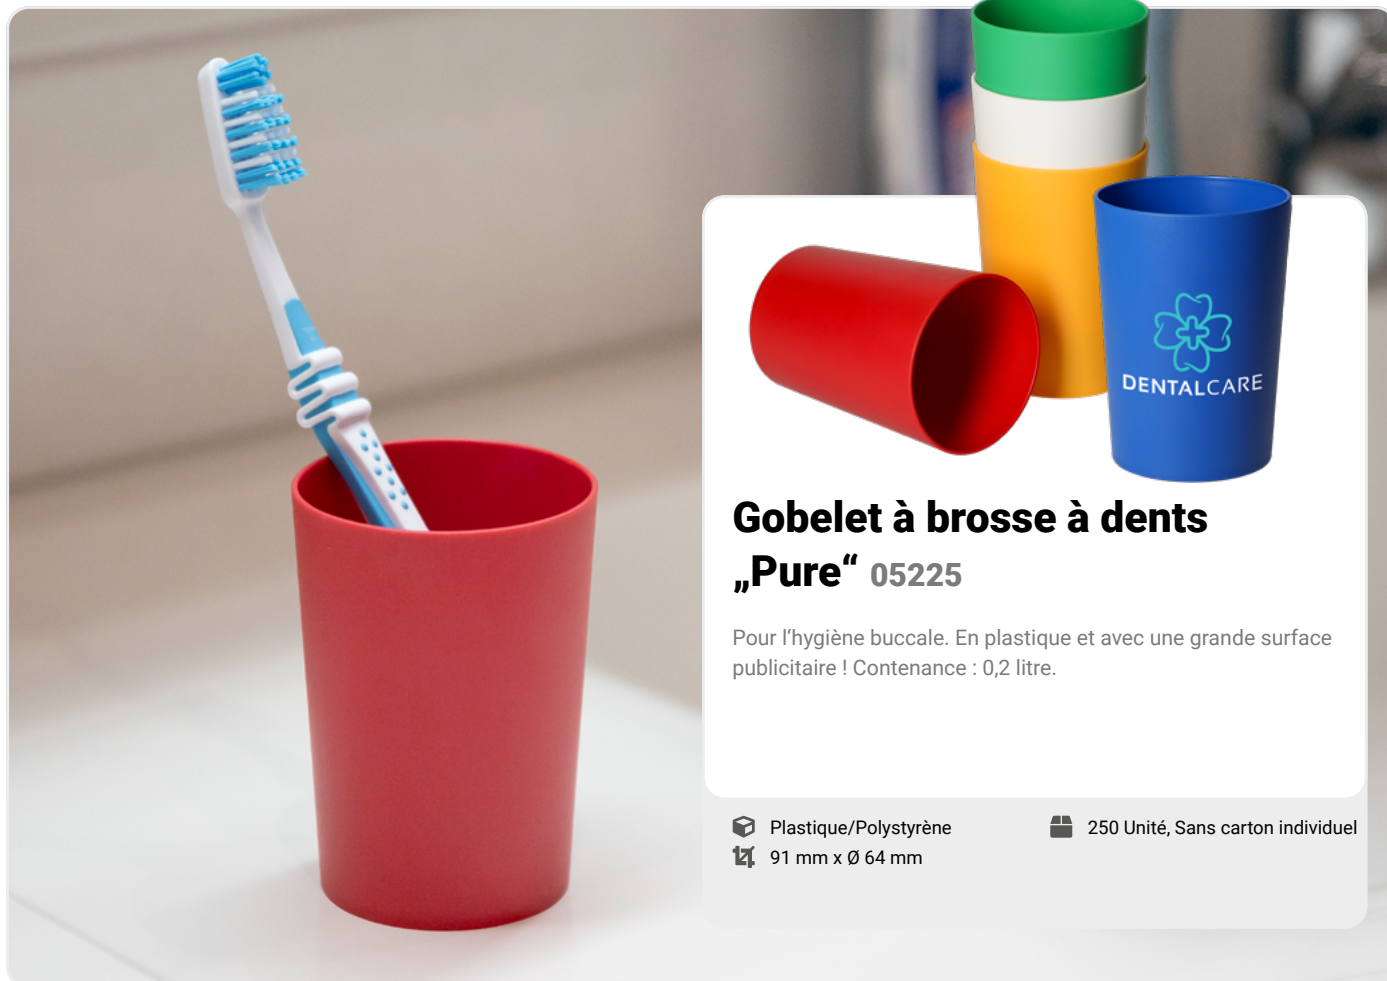 DENTALCARE
Gobelet à brosse à dents
„Pure“ 05225
Pour l‘hygiène buccale. En plastique et avec une grande surface
publicitaire ! Contenance : 0,2 litre.
Plastique/Polystyrène
250 Unité, Sans carton individuel
91 mm x Ø 64 mm